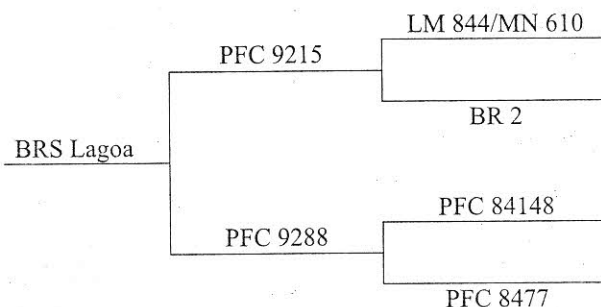 LM 844/MN 610
PFC 9215
BR 2
BRS Lagoa
PFC 84148
PFC 9288
PFC 8477